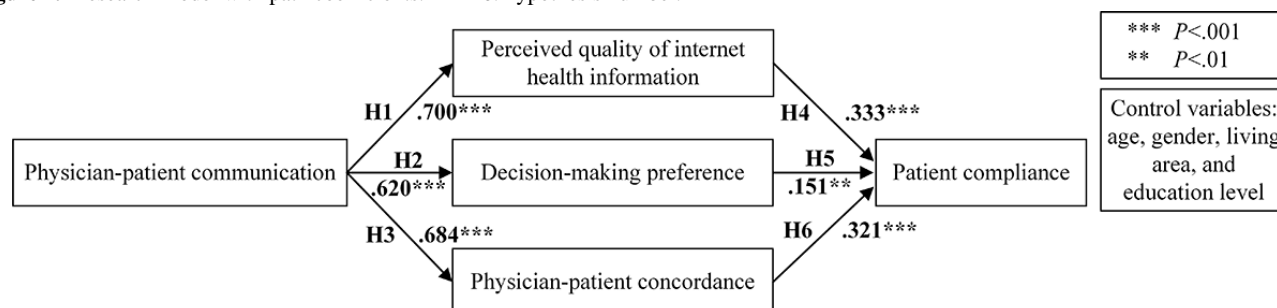 *** P<.001
** P<.01
Perceived quality of internet
health information
H1 .700***
H4 .333***
Control variables:
age, gender, living
area, and
education level
Physician-patient communication
H2
.620***
Decision-making preference
H5
.151**
Patient compliance
H3 .684***
H6 .321***
Physician-patient concordance